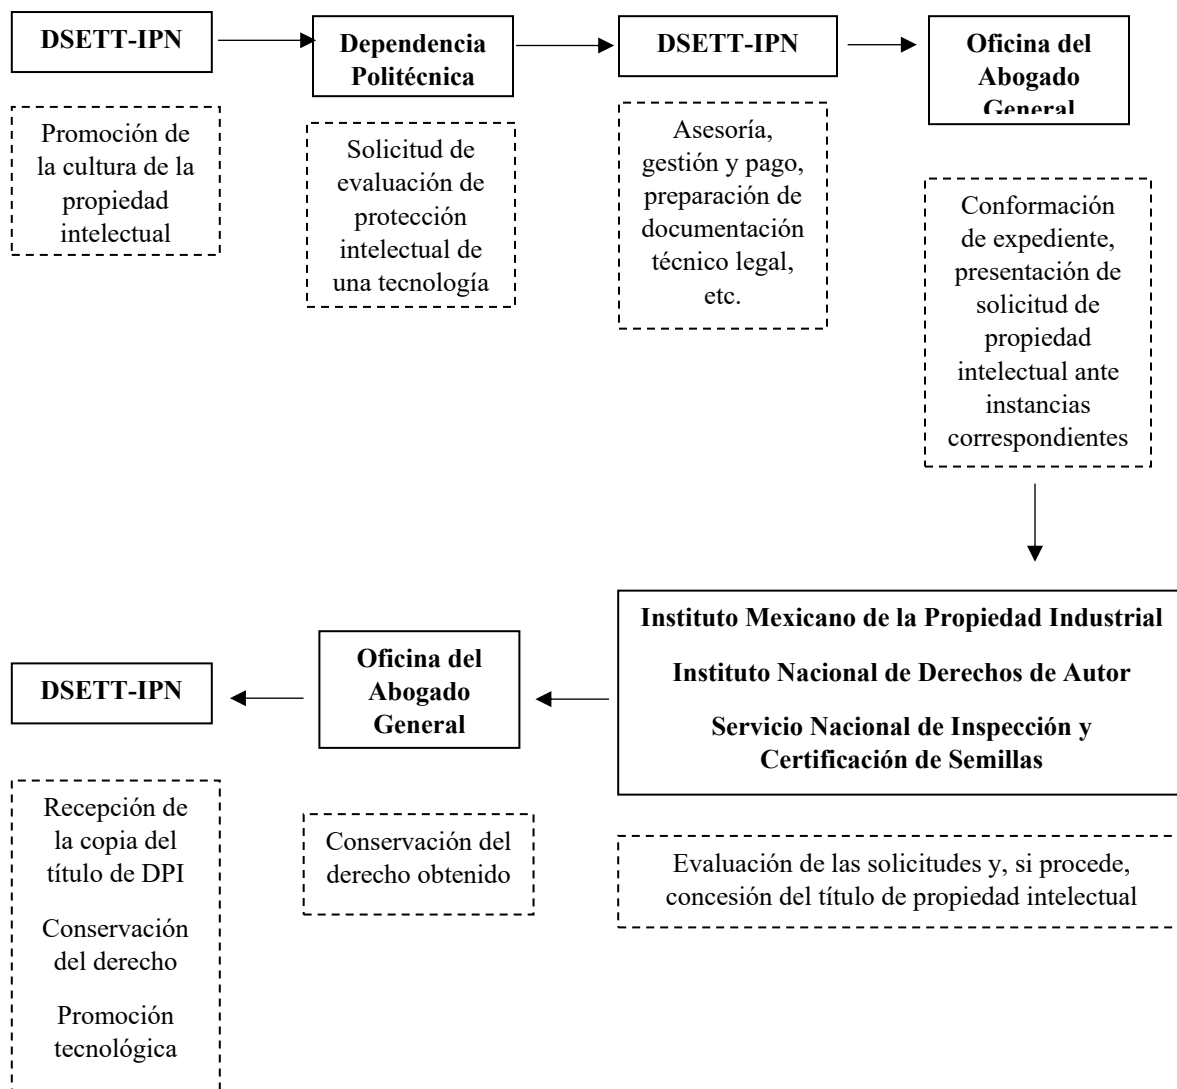 DSETT-IPN
Promoción de
la cultura de la
propiedad
intelectual
Dependencia
Politécnica
Solicitud de
evaluación de
protección
intelectual de
una tecnología
DSETT-IPN
Asesoría,
gestión y pago,
preparación de
documentación
técnico legal,
etc.
Oficina del
Abogado
General
Conformación
de expediente,
presentación de
solicitud de
propiedad
intelectual ante
instancias
correspondientes
Instituto Mexicano de la Propiedad Industrial
Instituto Nacional de Derechos de Autor
Servicio Nacional de Inspección y
Certificación de Semillas
Evaluación de las solicitudes y, si procede,
concesión del título de propiedad intelectual
Oficina del
Abogado
General
Conservación del
derecho obtenido
DSETT-IPN
Recepción de
la copia del
título de DPI
Conservación
del derecho
Promoción
tecnológica